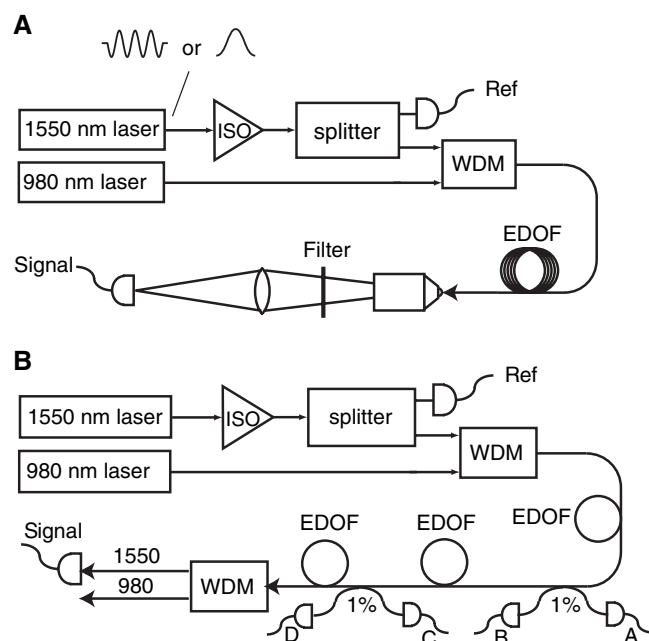 A
or
Ref
1550 nm laser
ISO
splitter
WDM
980 nm laser
EDOF
Filter
Signal
B
Ref
1550 nm laser
ISO
splitter
WDM
980 nm laser
EDOF
EDOF
EDOF
Signal
1550
980
WDM
1%
1%
D
C
B
A